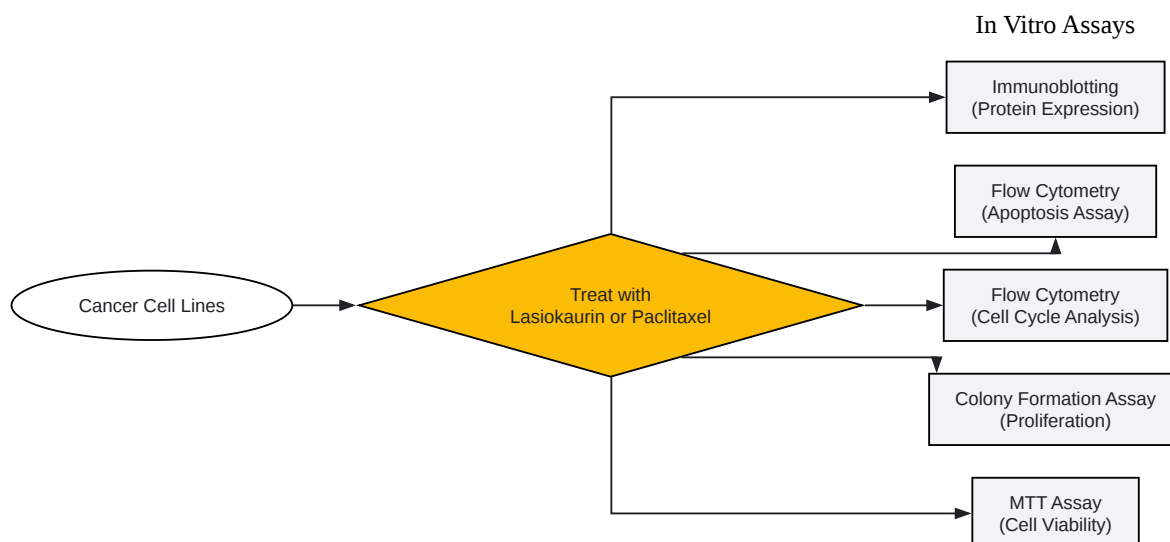 In Vitro Assays
Immunoblotting
(Protein Expression)
Flow Cytometry
(Apoptosis Assay)
Cancer Cell Lines
Treat with
Lasiokaurin or Paclitaxel
Flow Cytometry
(Cell Cycle Analysis)
Colony Formation Assay
(Proliferation)
MTT Assay
(Cell Viability)